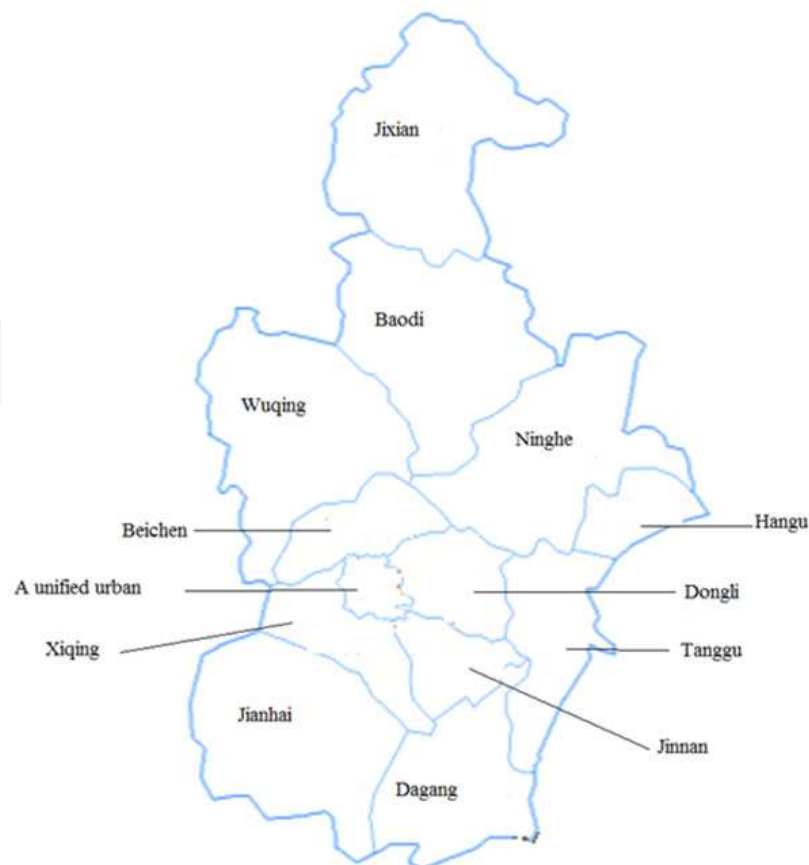 Jixian
Baodi
Wuqing
Ninghe
Beichen
Hangu
A unified urban
Dongli
Xiqing
Tanggu
Jianhai
Jinnan
Dagang